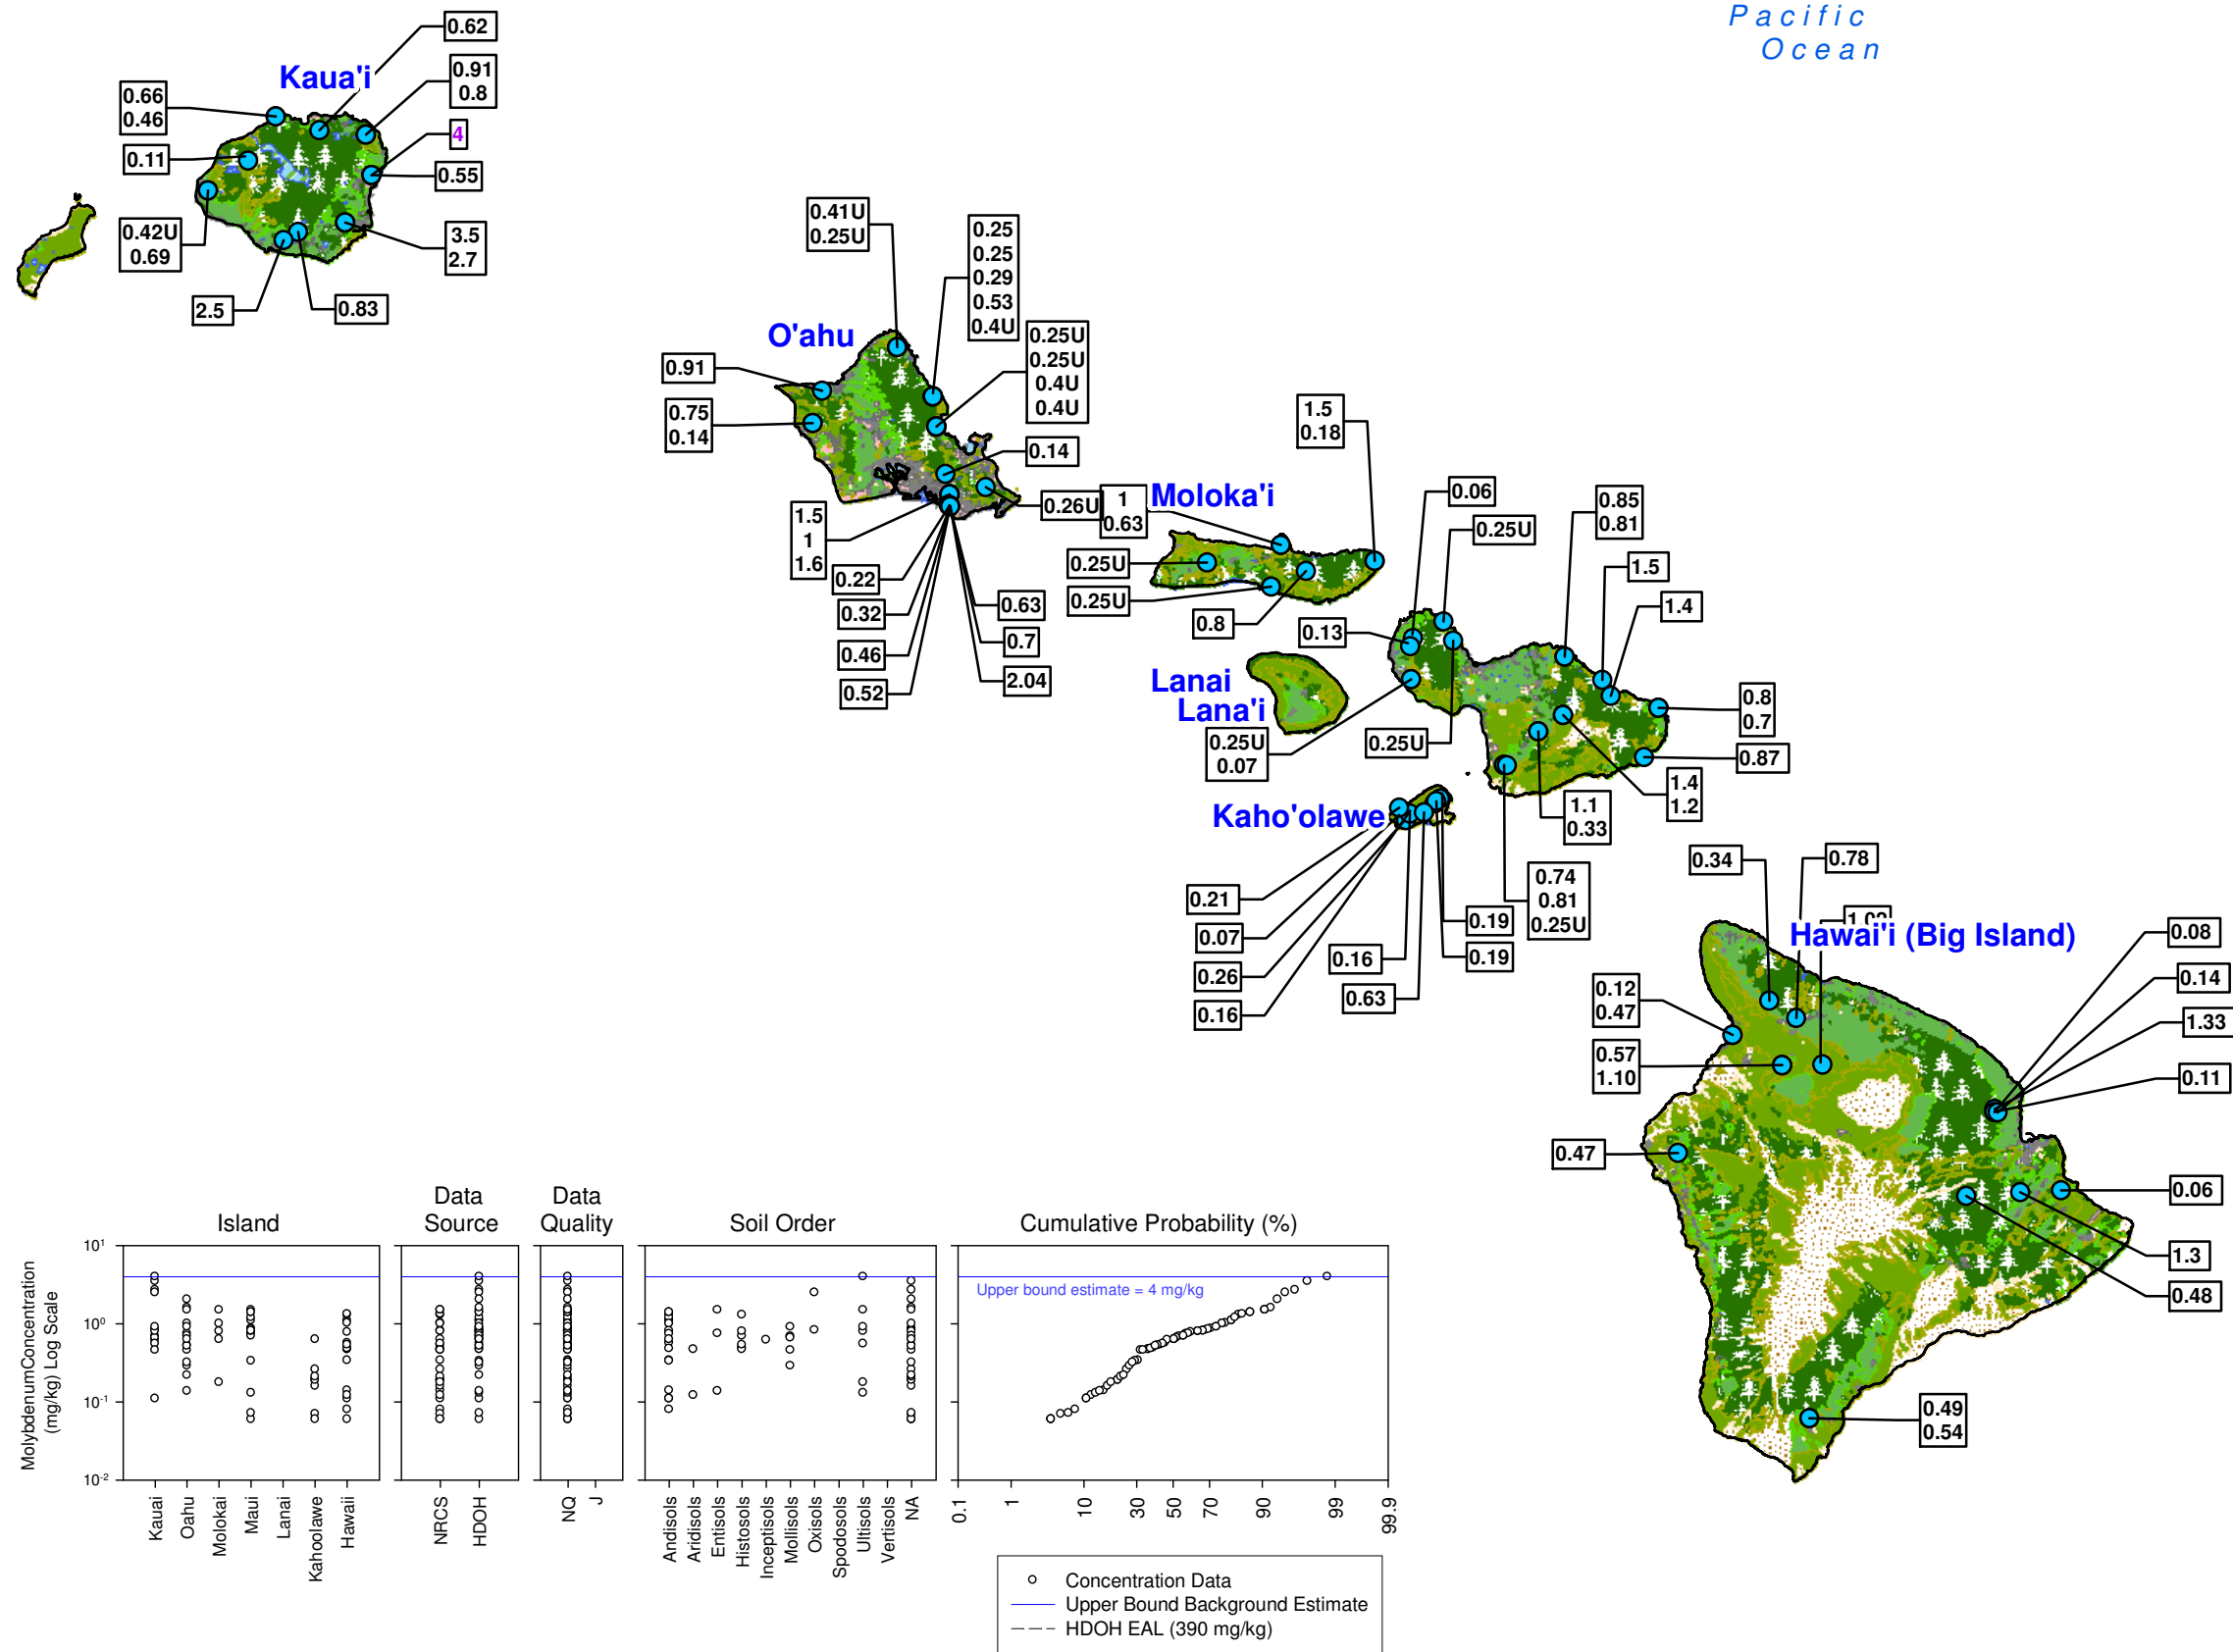 Pacific
Ocean
Kaua'i
0.62
0.91
0.8
4
0.55
3.5
2.7
0.66
0.46
0.11
0.42U
0.69
2.5
0.83
O'ahu
0.41U
0.25U
0.25
0.25
0.29
0.53
0.4U
0.25U
0.25U
0.4U
0.4U
0.91
0.75
0.14
0.14
0.26U
1.5
1
1.6
0.22
0.32
0.46
0.52
0.63
0.7
2.04
Moloka'i
1
0.63
1.5
0.18
0.25U
0.25U
0.8
0.06
0.25U
0.13
0.85
0.81
1.5
1.4
0.8
0.7
0.87
1.4
1.2
1.1
0.33
0.25U
0.07
0.25U
0.74
0.81
0.25U
Lanai
Lana'i
Kaho'olawe
0.21
0.07
0.26
0.16
0.16
0.63
0.19
0.19
Hawai'i (Big Island)
0.34
0.78
1.02
0.12
0.47
0.57
1.10
0.47
0.08
0.14
1.33
0.11
0.06
1.3
0.48
0.49
0.54
Island
Data
Source
Data
Quality
Soil Order
Cumulative Probability (%)
MolybdenumConcentration
(mg/kg) Log Scale
10¹
10⁰
10⁻¹
10⁻²
Upper bound estimate = 4 mg/kg
Kauai
Oahu
Molokai
Maui
Lanai
Kahoolawe
Hawaii
NRCS
HDOH
NQ
J
Andisols
Aridisols
Entisols
Histosols
Inceptisols
Mollisols
Oxisols
Spodosols
Ultisols
Vertisols
NA
0.1
1
10
30
50
70
90
99
99.9
Concentration Data
Upper Bound Background Estimate
HDOH EAL (390 mg/kg)